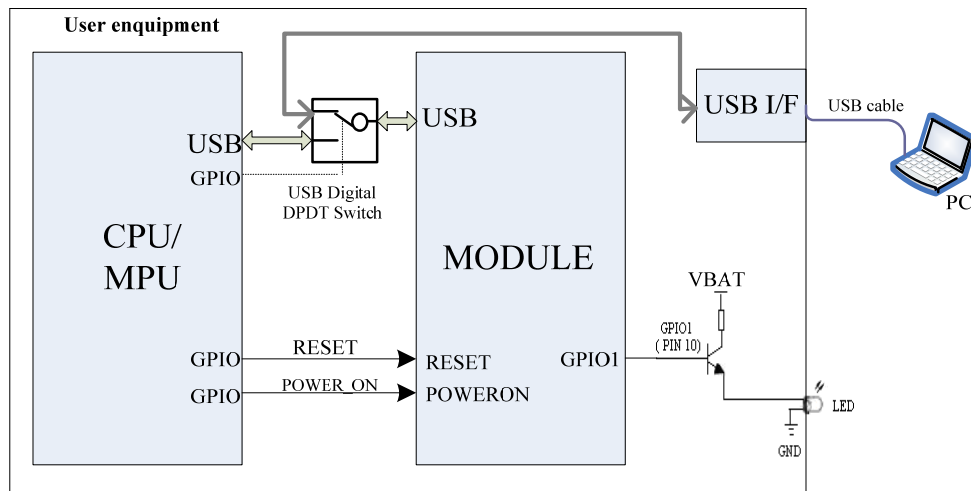 User enquipment
USB
USB I/F
USB cable
USB
GPIO
USB Digital
DPDT Switch
PC
CPU/
MPU
MODULE
VBAT
GPIO1
( PIN 10)
GPIO
RESET
RESET
GPIO1
GPIO
POWER_ON
POWERON
LED
GND